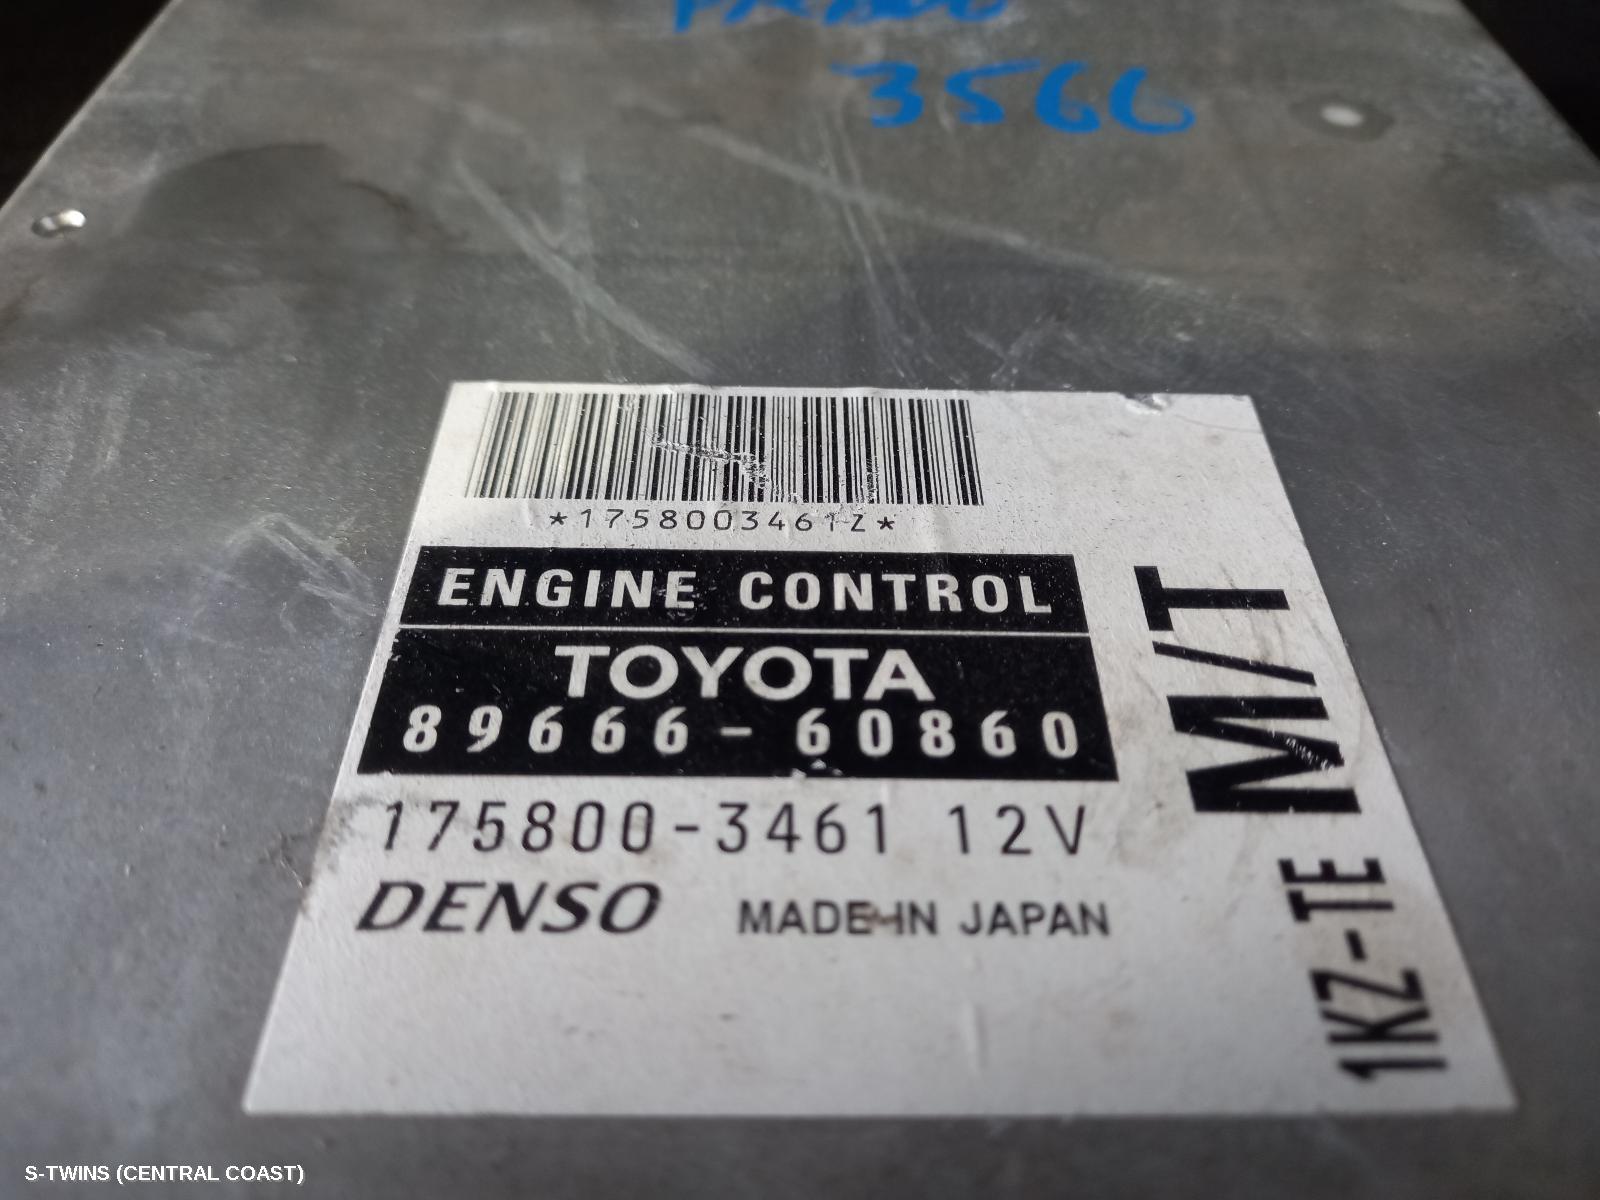 3566
*1758003461Z*
ENGINE CONTROL
TOYOTA
89666-60860
175800-3461 12V
DENSO MADE IN JAPAN
M/T
1KZ-TE
S-TWINS (CENTRAL COAST)